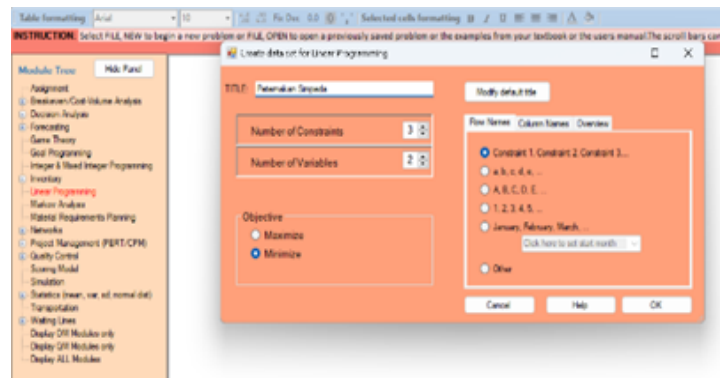 Table formatting Arial 10 Fix Dec 0.0 Selected cells formatting B I U A
INSTRUCTION: Select FILE, NEW to begin a new problem or FILE, OPEN to open a previously saved problem or the examples from your textbook or the users manual.The scroll bars can
Module Tree Hide Panel
Assignment
Breakeven/Cost-Volume Analysis
Decision Analysis
Forecasting
Game Theory
Goal Programming
Integer & Mixed Integer Programming
Inventory
Linear Programming
Markov Analysis
Material Requirements Planning
Networks
Project Management (PERT/CPM)
Quality Control
Scoring Model
Simulation
Statistics (mean, var, sd, normal dist)
Transportation
Waiting Lines
Display OM Modules only
Display QM Modules only
Display ALL Modules
Create data set for Linear Programming
TITLE: Peternakan Simpeda
Modify default title
Number of Constraints 3
Number of Variables 2
Objective
Maximize
Minimize
Row Names Column Names Overview
Constraint 1, Constraint 2, Constraint 3...
a, b, c, d, e, ...
A, B, C, D, E, ...
1, 2, 3, 4, 5, ...
January, February, March, ...
Click here to set start month
Other
Cancel Help OK